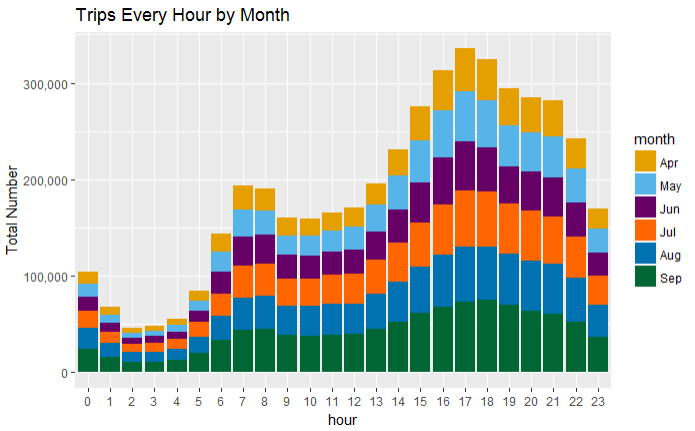 Trips Every Hour by Month
Total Number
300,000
200,000
100,000
0
0 1 2 3 4 5 6 7 8 9 10 11 12 13 14 15 16 17 18 19 20 21 22 23
hour
month
Apr
May
Jun
Jul
Aug
Sep